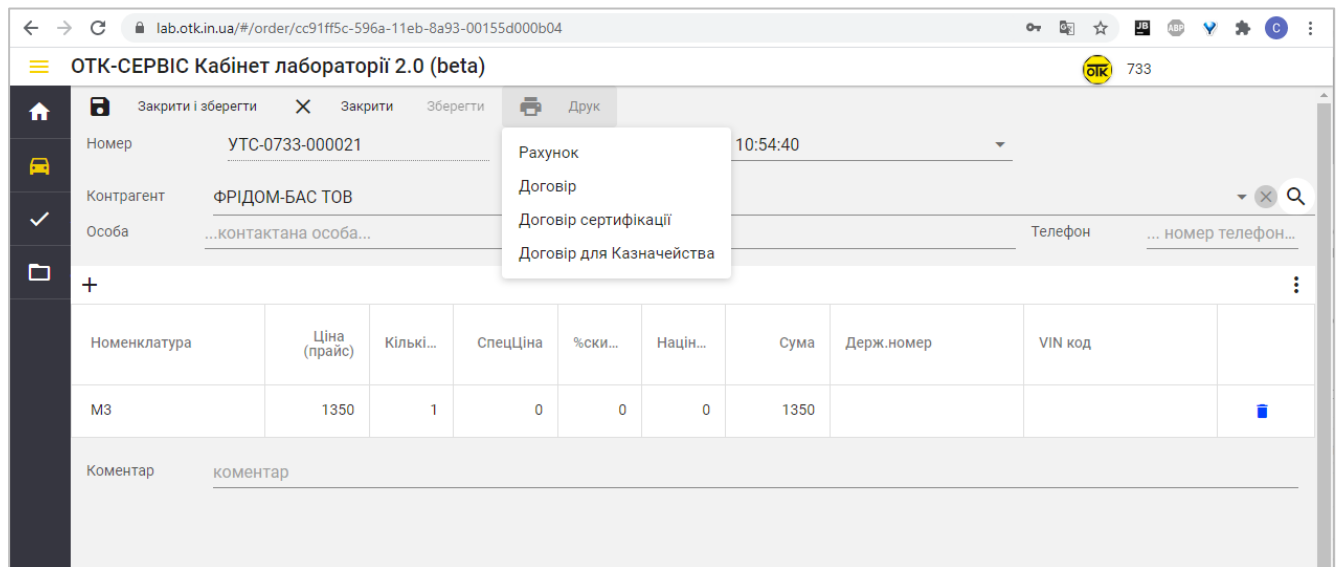 lab.otk.in.ua/#/order/cc91ff5c-596a-11eb-8a93-00155d000b04
JB
ABP
C
ОТК-СЕРВІС Кабінет лабораторії 2.0 (beta)
ОТК
733
Закрити і зберегти Закрити Зберегти Друк
Номер УТС-0733-000021 10:54:40
Рахунок
Договір
Договір сертифікації
Договір для Казначейства
Контрагент ФРІДОМ-БАС ТОВ
Особа ...контактана особа... Телефон ... номер телефон...
Номенклатура Ціна (прайс) Кількі... СпецЦіна %ски... Націн... Сума Держ.номер VIN код
М3 1350 1 0 0 0 1350
Коментар коментар